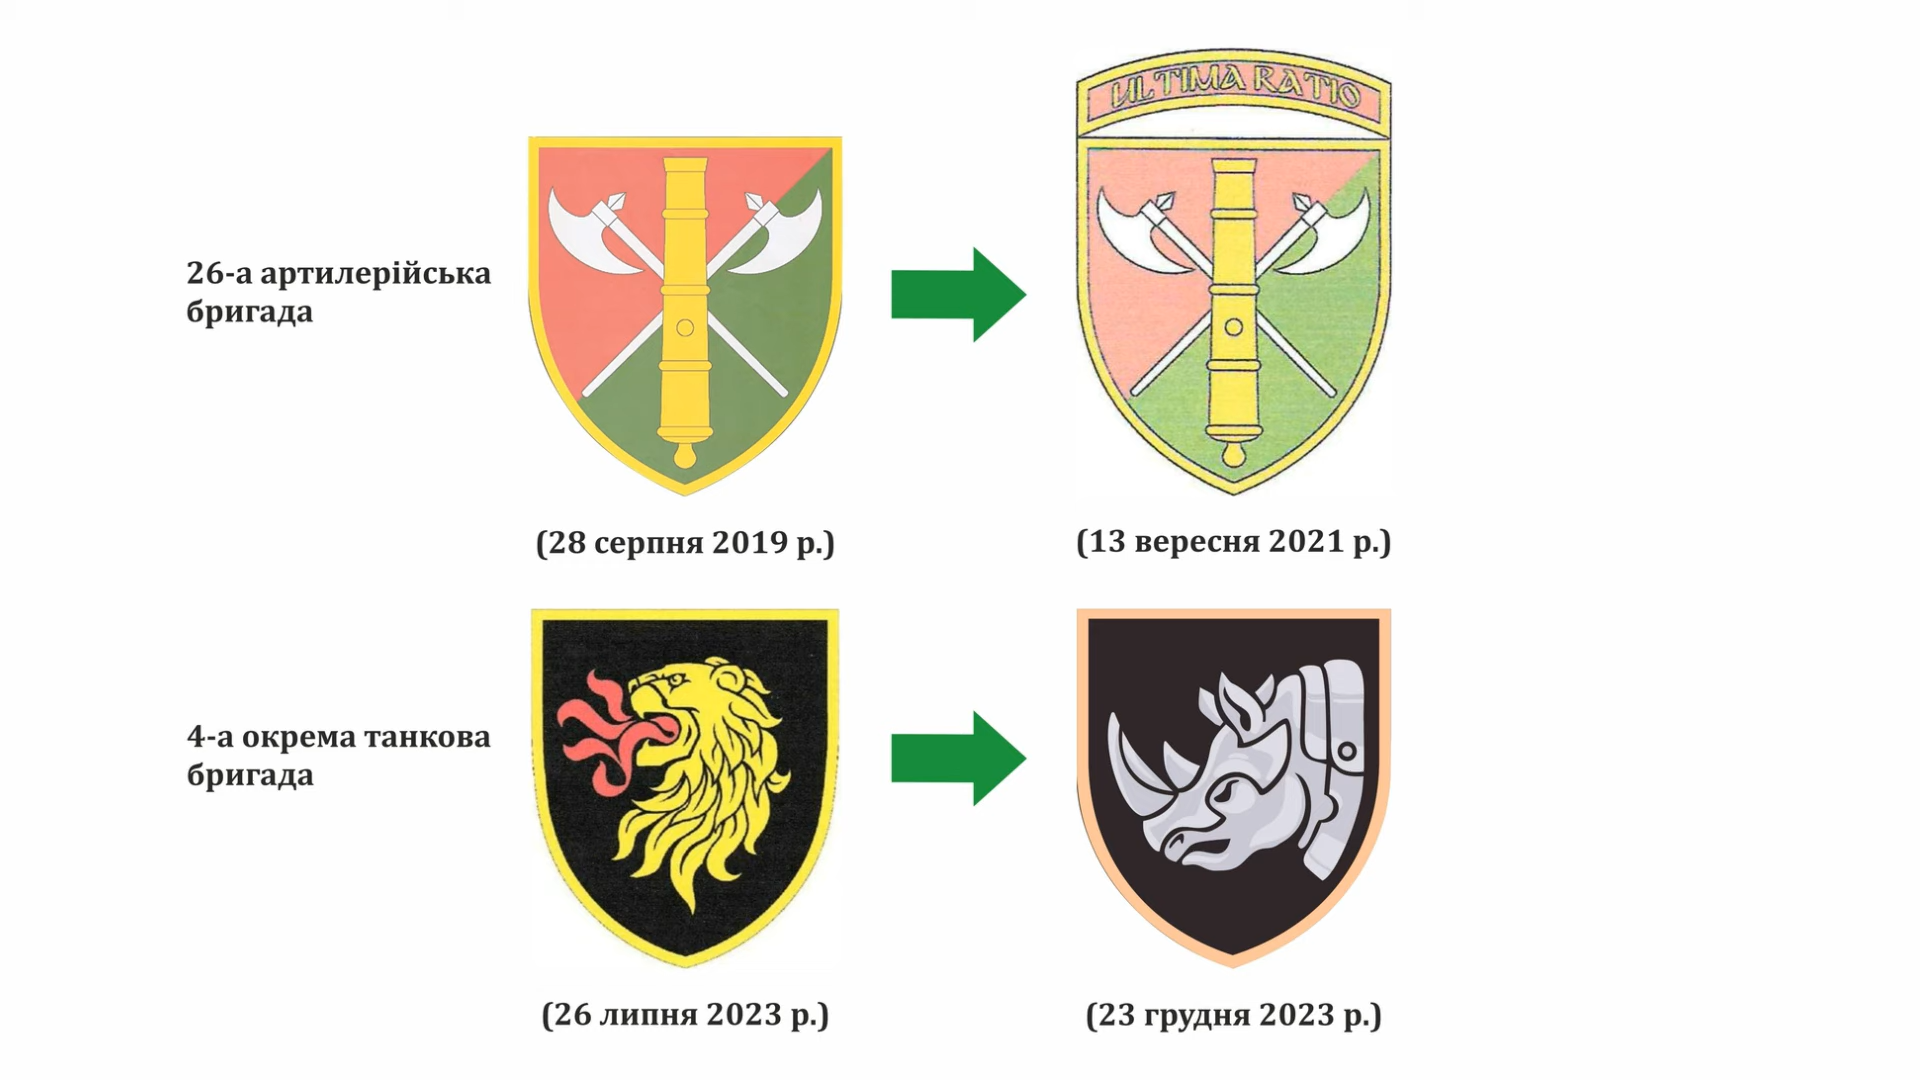 ULTIMA RATIO
26-а артилерійська
бригада
(28 серпня 2019 р.)
(13 вересня 2021 р.)
4-а окрема танкова
бригада
(26 липня 2023 р.)
(23 грудня 2023 р.)